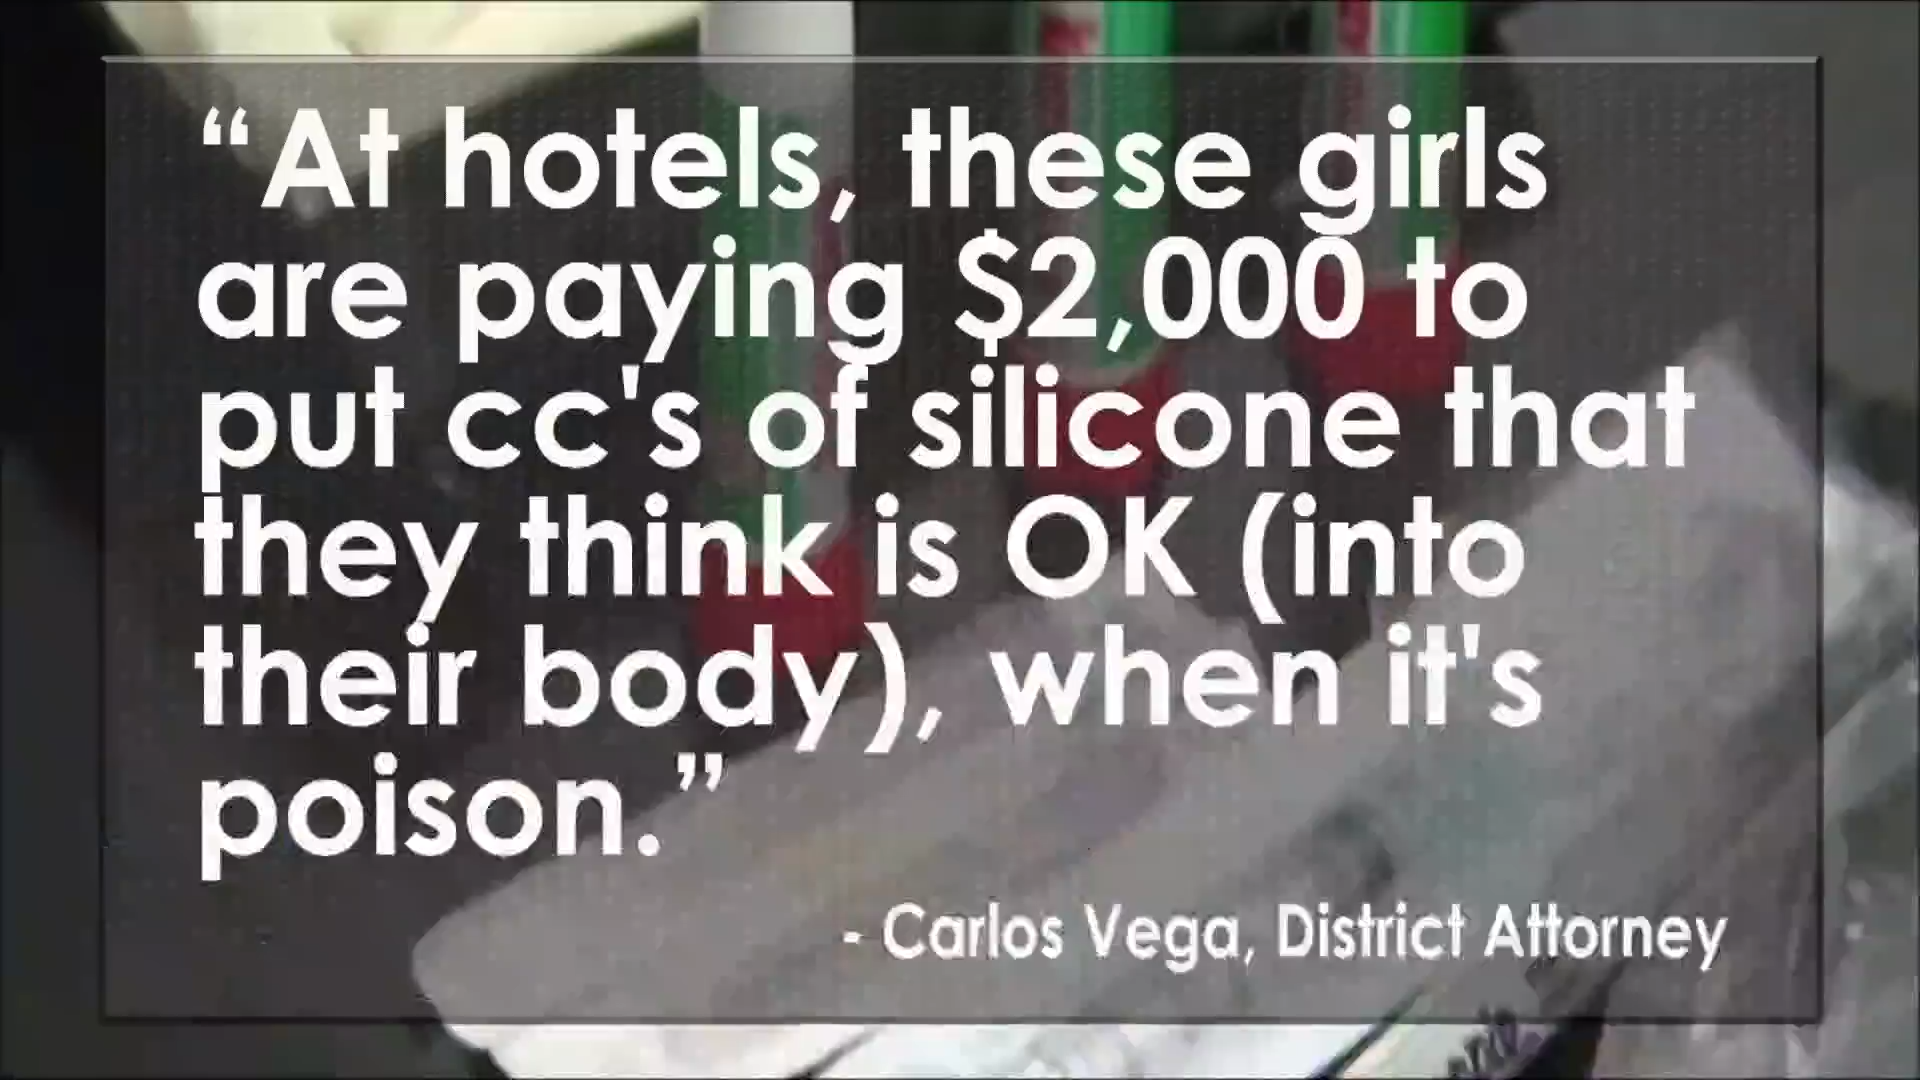 “At hotels, these girls
are paying $2,000 to
put cc's of silicone that
they think is OK (into
their body), when it's
poison.”
- Carlos Vega, District Attorney